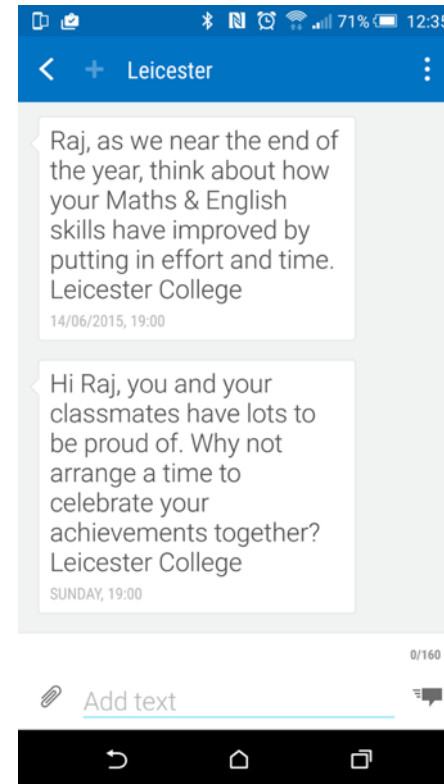 71% 12:35
Leicester
Raj, as we near the end of
the year, think about how
your Maths & English
skills have improved by
putting in effort and time.
Leicester College
14/06/2015, 19:00
Hi Raj, you and your
classmates have lots to
be proud of. Why not
arrange a time to
celebrate your
achievements together?
Leicester College
SUNDAY, 19:00
0/160
Add text